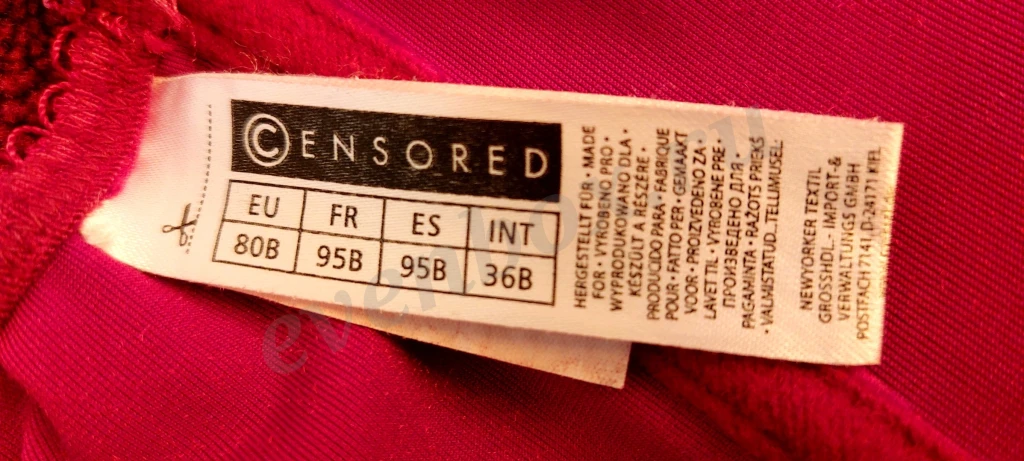 ©ENSORED
EU FR ES INT
80B 95B 95B 36B
HERGESTELLT FÜR · MADE
FOR · VYROBENO PRO ·
WYPRODUKOWANO DLA ·
KÉSZÜLT A RÉSZÉRE ·
PRODUCIDO PARA · FABRIQUE
POUR · FATTO PER · GEMAAKT
VOOR · PROIZVEDENO ZA ·
LAVET TIL · VYROBENE PRE ·
ПРОИЗВЕДЕНО ДЛЯ ·
PAGAMINTA · RAŽOTS PRIEKŠ
· VALMISTATUD...TELLIMUSEL:
NEWYORKER TEXTIL
GROSSHDL.- IMPORT-&
VERWALTUNGS GMBH
POSTFACH 7141, D-24171 KIEL